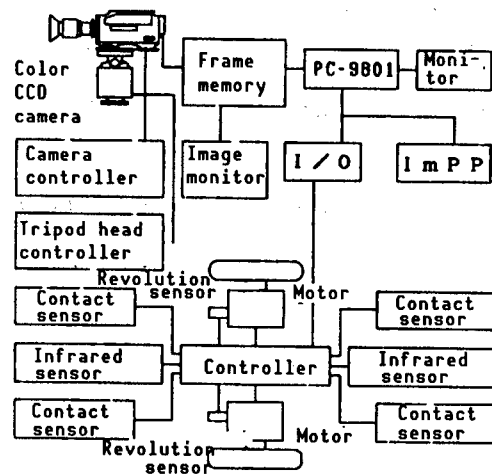 Color
CCD
camera
Frame
memory
PC-9801
Moni-
tor
Camera
controller
Image
monitor
I/O
ImPP
Tripod head
controller
Revolution
sensor
Motor
Contact
sensor
Contact
sensor
Infrared
sensor
Controller
Infrared
sensor
Contact
sensor
Contact
sensor
Motor
Revolution
sensor